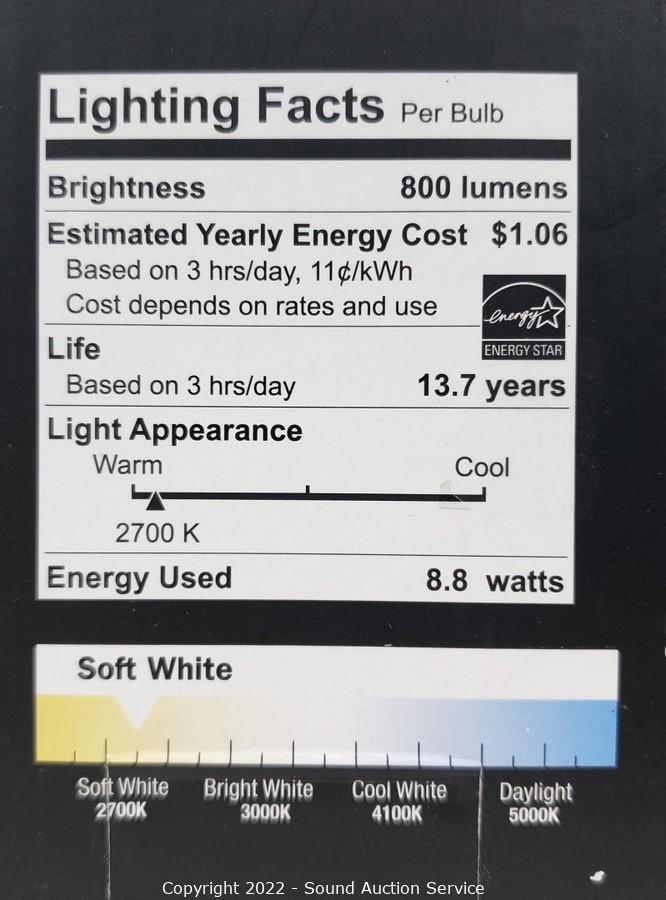 Lighting Facts Per Bulb
Brightness 800 lumens
Estimated Yearly Energy Cost $1.06
Based on 3 hrs/day, 11¢/kWh
Cost depends on rates and use
energy
ENERGY STAR
Life
Based on 3 hrs/day 13.7 years
Light Appearance
Warm Cool
2700 K
Energy Used 8.8 watts
Soft White
Soft White Bright White Cool White Daylight
2700K 3000K 4100K 5000K
Copyright 2022 - Sound Auction Service